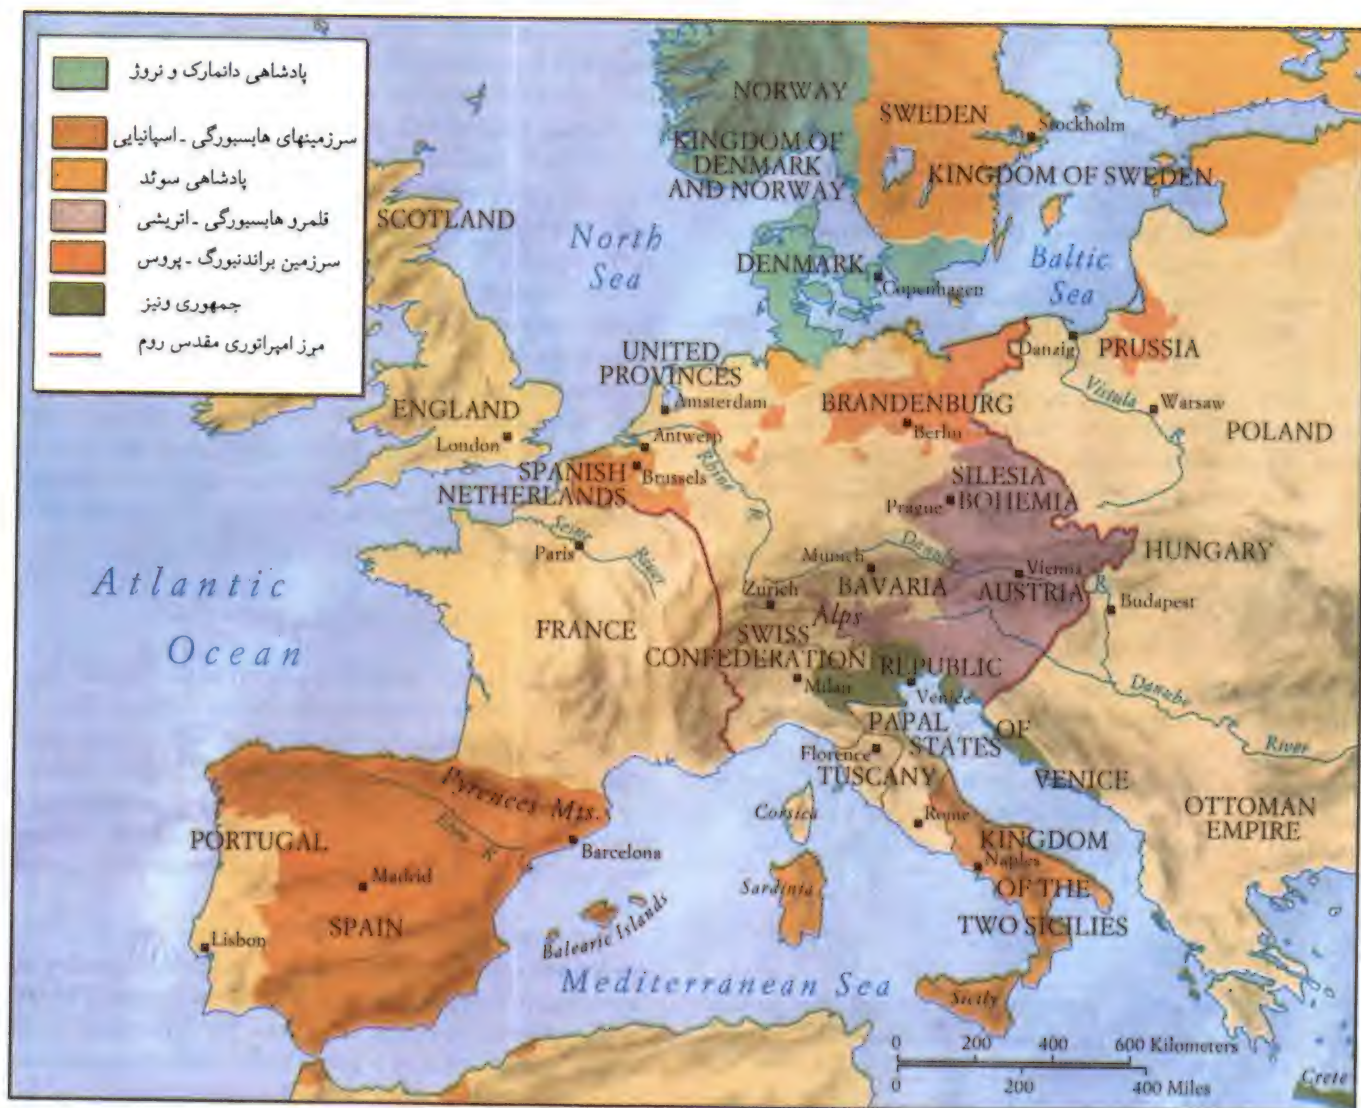 پادشاهی دانمارک و نروژ
سرزمینهای هابسبورگی - اسپانیایی
پادشاهی سوئد
قلمرو هابسبورگی - اتریشی
سرزمین براندنبورگ - پروس
جمهوری ونیز
مرز امپراتوری مقدس روم
NORWAY
SWEDEN
Stockholm
KINGDOM OF
DENMARK
AND NORWAY
KINGDOM OF SWEDEN
SCOTLAND
North
Sea
DENMARK
Copenhagen
Baltic
Sea
UNITED
PROVINCES
Danzig
PRUSSIA
Amsterdam
ENGLAND
London
BRANDENBURG
Berlin
Vistula
R.
Warsaw
POLAND
Antwerp
SPANISH
NETHERLANDS
Brussels
Rhine R.
SILESIA
Prague
BOHEMIA
Seine
River
Paris
Munich
Danube
R.
BAVARIA
Vienna
AUSTRIA
HUNGARY
Budapest
Atlantic
Ocean
Zurich
Alps
FRANCE
SWISS
CONFEDERATION
Milan
REPUBLIC
OF
VENICE
Venice
Danube
River
PAPAL
STATES
Florence
TUSCANY
Pyrenees Mts.
Ebro R.
Corsica
Rome
OTTOMAN
EMPIRE
PORTUGAL
Barcelona
Madrid
KINGDOM
OF THE
TWO SICILIES
Naples
Sardinia
SPAIN
Lisbon
Balearic Islands
Mediterranean Sea
Sicily
0 200 400 600 Kilometers
0 200 400 Miles
Crete